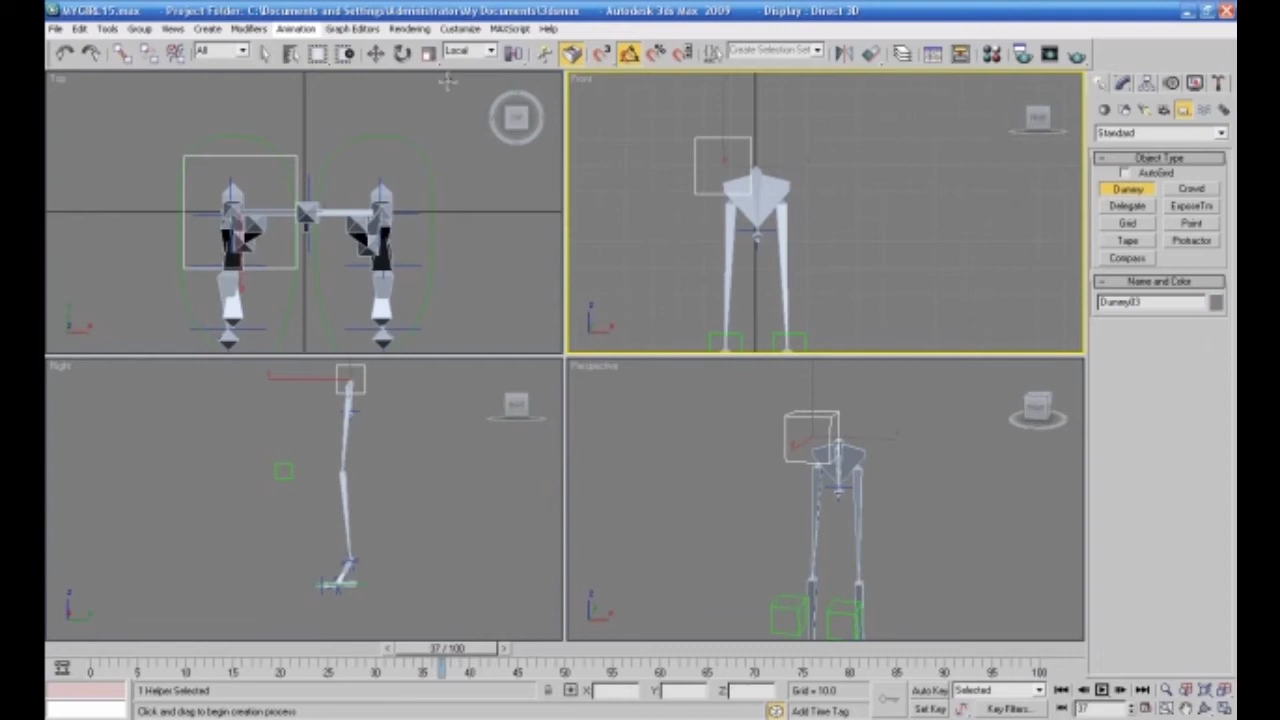 MYGIRL15.max - Project Folder: C:\Documents and Settings\Administrator\My Documents\3dsmax - Autodesk 3ds Max 2009 - Display : Direct 3D
File Edit Tools Group Views Create Modifiers Animation Graph Editors Rendering Customize MAXScript Help
All Local Create Selection Set
Top Front
Standard
Object Type
AutoGrid
Dummy Crowd
Delegate ExposeTm
Grid Point
Tape Protractor
Compass
Name and Color
Dummy03
Right Perspective
37 / 100
0 5 10 15 20 25 30 35 40 45 50 55 60 65 70 75 80 85 90 95 100
1 Helper Selected X: Y: Z: Grid = 10.0 Auto Key Selected
Click and drag to begin creation process Add Time Tag Set Key Key Filters... 37